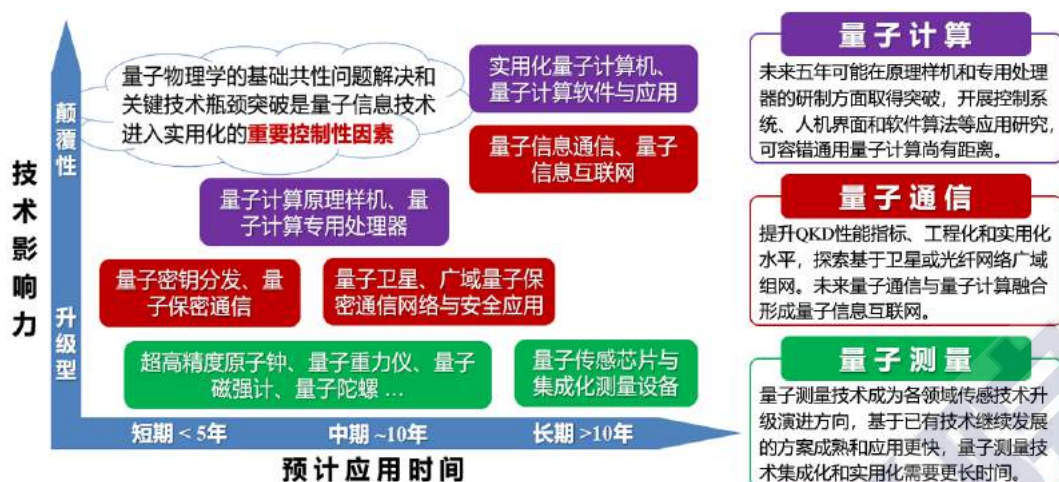 量子物理学的基础共性问题解决和
关键技术瓶颈突破是量子信息技术
进入实用化的重要控制性因素
实用化量子计算机、
量子计算软件与应用
量子信息通信、量子
信息互联网
量子计算原理样机、量
子计算专用处理器
量子密钥分发、量
子保密通信
量子卫星、广域量子保
密通信网络与安全应用
超高精度原子钟、量子重力仪、量子
磁强计、量子陀螺 ...
量子传感芯片与
集成化测量设备
技术影响力
颠覆性
升级型
短期 < 5年
中期 ~10年
长期 >10年
预计应用时间
量子计算
未来五年可能在原理样机和专用处理
器的研制方面取得突破，开展控制系
统、人机界面和软件算法等应用研究，
可容错通用量子计算尚有距离。
量子通信
提升QKD性能指标、工程化和实用化
水平，探索基于卫星或光纤网络广域
组网。未来量子通信与量子计算融合
形成量子信息互联网。
量子测量
量子测量技术成为各领域传感技术升
级演进方向，基于已有技术继续发展
的方案成熟和应用更快，量子测量技
术集成化和实用化需要更长时间。